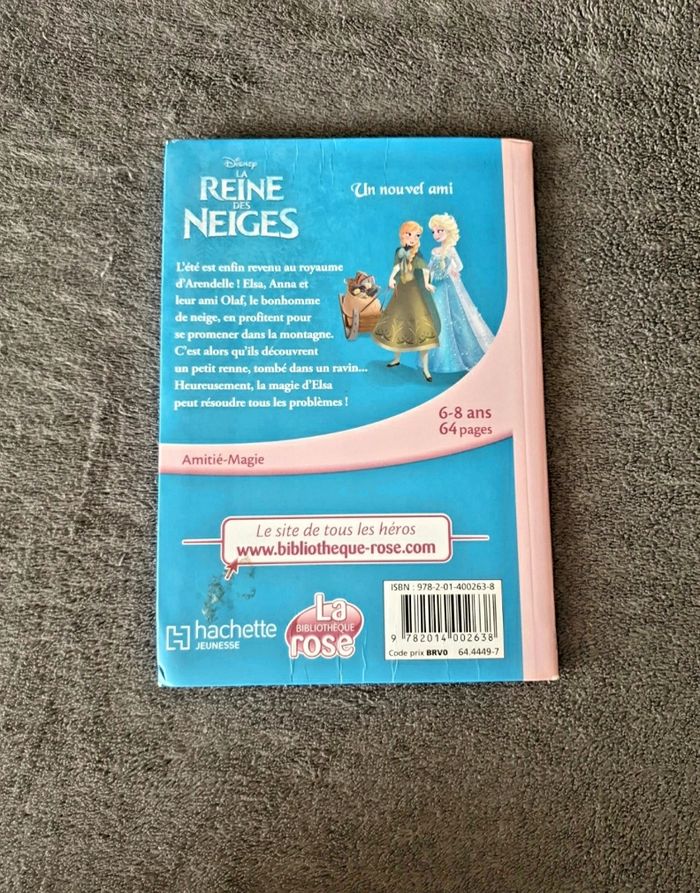 Disney
LA
REINE
DES
NEIGES
Un nouvel ami
L'été est enfin revenu au royaume
d'Arendelle ! Elsa, Anna et
leur ami Olaf, le bonhomme
de neige, en profitent pour
se promener dans la montagne.
C'est alors qu'ils découvrent
un petit renne, tombé dans un ravin...
Heureusement, la magie d'Elsa
peut résoudre tous les problèmes !
6-8 ans
64 pages
Amitié-Magie
Le site de tous les héros
www.bibliotheque-rose.com
ISBN : 978-2-01-400263-8
9 782014 002638
Code prix BRV0 64.4449-7
hachette
JEUNESSE
La
BIBLIOTHÈQUE
rose